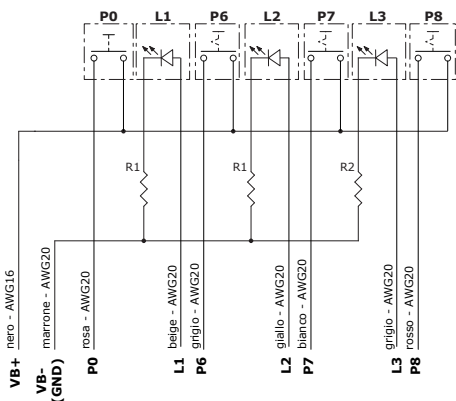 P0 L1 P6 L2 P7 L3 P8
R1 R1 R2
nero - AWG16
VB+
marrone - AWG20
VB-
(GND)
rosa - AWG20
P0
beige - AWG20
L1
grigio - AWG20
P6
giallo - AWG20
L2
bianco - AWG20
P7
grigio - AWG20
L3
rosso - AWG20
P8